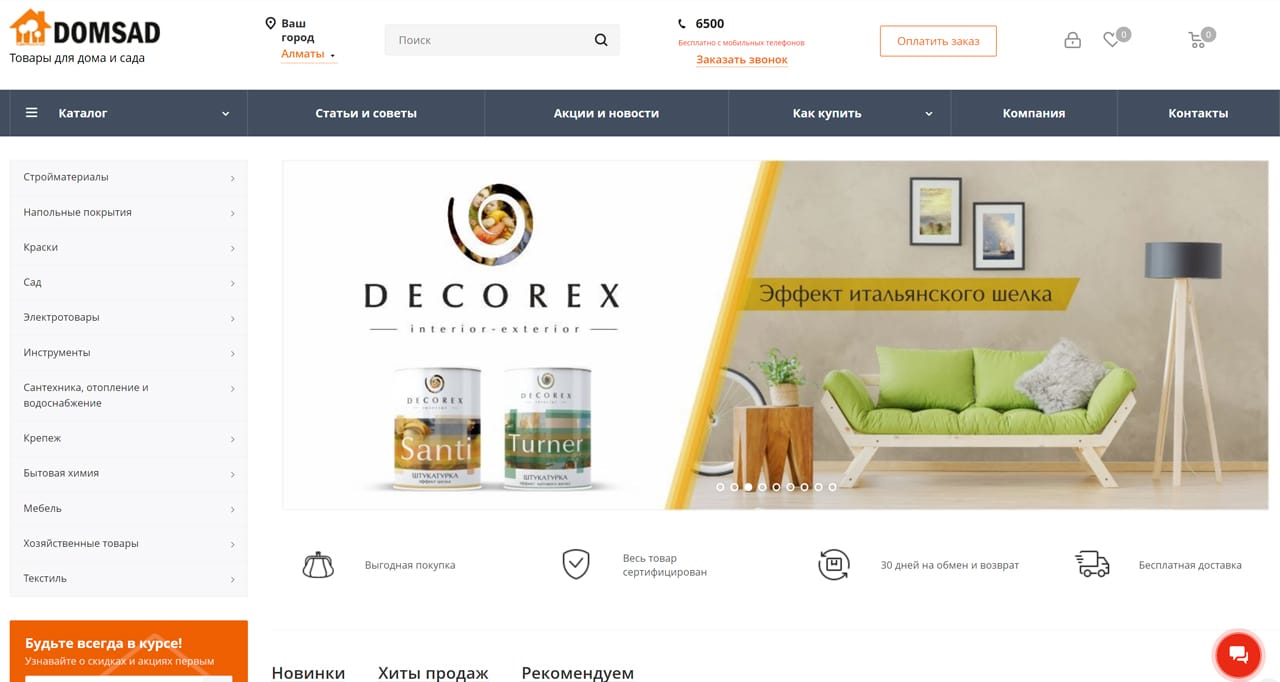 DOMSAD
Товары для дома и сада
Ваш
город
Алматы
Поиск
6500
Бесплатно с мобильных телефонов
Заказать звонок
Оплатить заказ
0
0
Каталог
Статьи и советы
Акции и новости
Как купить
Компания
Контакты
Стройматериалы
Напольные покрытия
Краски
Сад
Электротовары
Инструменты
Сантехника, отопление и
водоснабжение
Крепеж
Бытовая химия
Мебель
Хозяйственные товары
Текстиль
DECOREX
interior-exterior
Эффект итальянского шелка
DECOREX
interior
Santi
ШТУКАТУРКА
эффект шелка
DECOREX
Turner
ШТУКАТУРКА
Выгодная покупка
Весь товар
сертифицирован
30 дней на обмен и возврат
Бесплатная доставка
Будьте всегда в курсе!
Узнавайте о скидках и акциях первым
Новинки
Хиты продаж
Рекомендуем